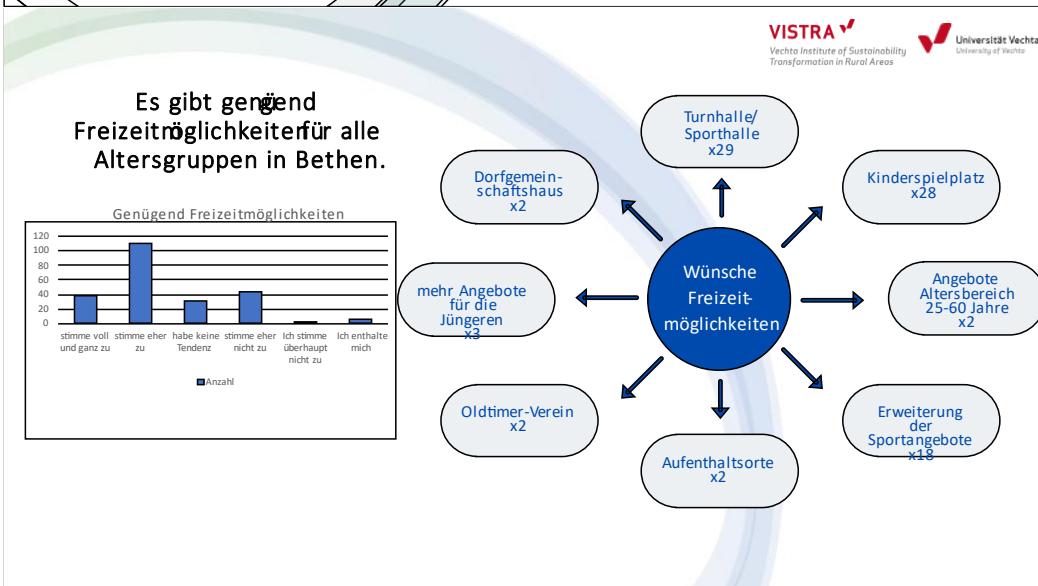 VISTRA
Vechta Institute of Sustainability
Transformation in Rural Areas
Universität Vechta
University of Vechta
Es gibt genügend
Freizeitmöglichkeiten für alle
Altersgruppen in Bethen.
Genügend Freizeitmöglichkeiten
120
100
80
60
40
20
0
stimme voll
und ganz zu
stimme eher
zu
habe keine
Tendenz
stimme eher
nicht zu
Ich stimme
überhaupt
nicht zu
Ich enthalte
mich
Anzahl
Wünsche
Freizeit-
möglichkeiten
Turnhalle/
Sporthalle
x29
Kinderspielplatz
x28
Angebote
Altersbereich
25-60 Jahre
x2
Erweiterung
der
Sportangebote
x18
Aufenthaltsorte
x2
Oldtimer-Verein
x2
mehr Angebote
für die
Jüngeren
x3
Dorfgemein-
schaftshaus
x2